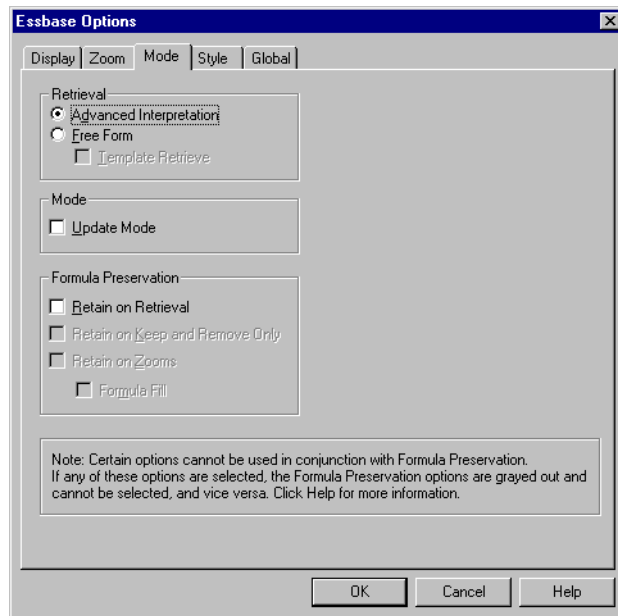 Essbase Options
Display Zoom Mode Style Global
Retrieval
Advanced Interpretation
Free Form
Template Retrieve
Mode
Update Mode
Formula Preservation
Retain on Retrieval
Retain on Keep and Remove Only
Retain on Zooms
Formula Fill
Note: Certain options cannot be used in conjunction with Formula Preservation.
If any of these options are selected, the Formula Preservation options are grayed out and
cannot be selected, and vice versa. Click Help for more information.
OK Cancel Help